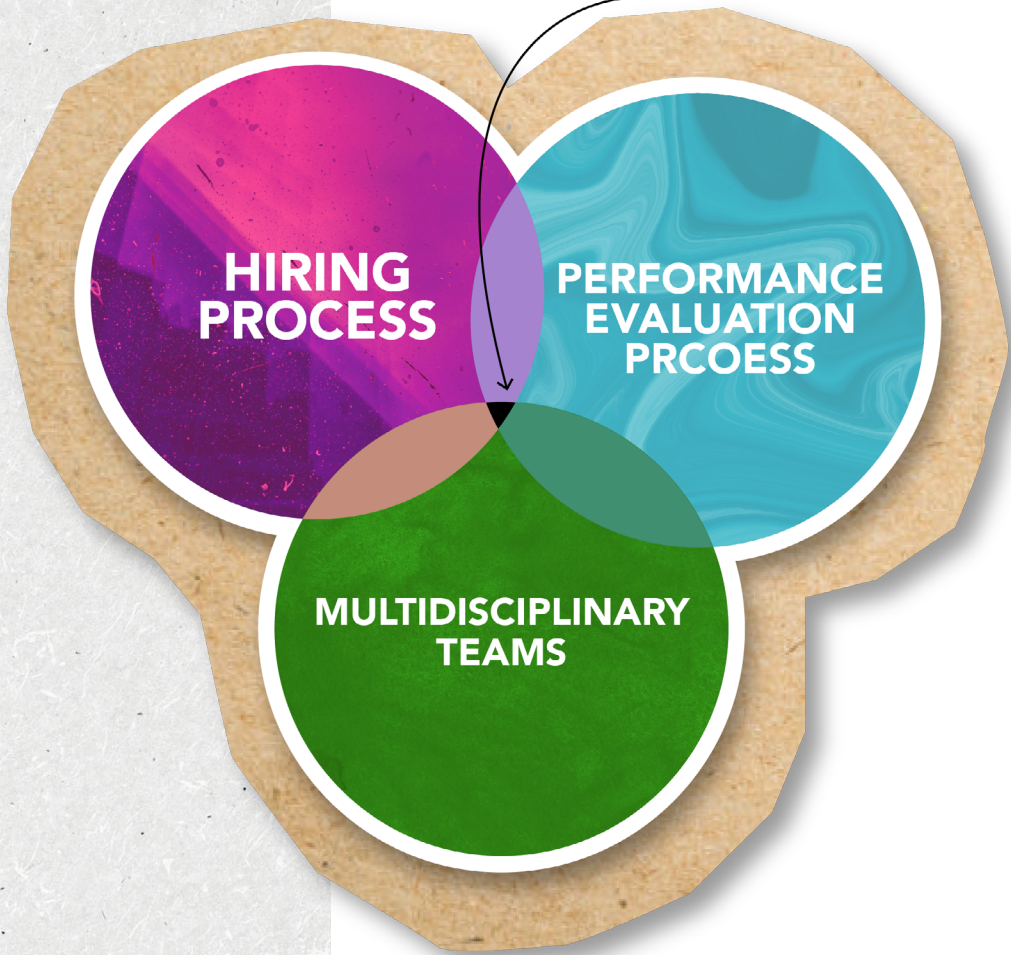 HIRING
PROCESS
PERFORMANCE
EVALUATION
PRCOESS
MULTIDISCIPLINARY
TEAMS